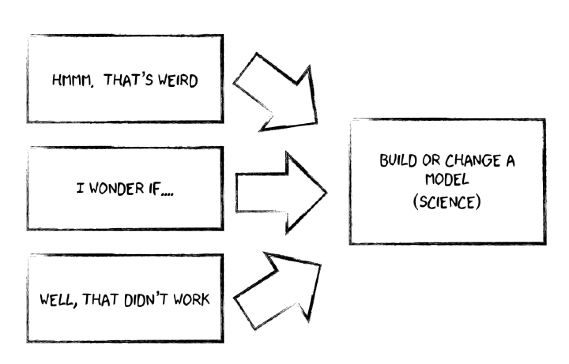 HMMM, THAT'S WEIRD
I WONDER IF....
WELL, THAT DIDN'T WORK
BUILD OR CHANGE A
MODEL
(SCIENCE)